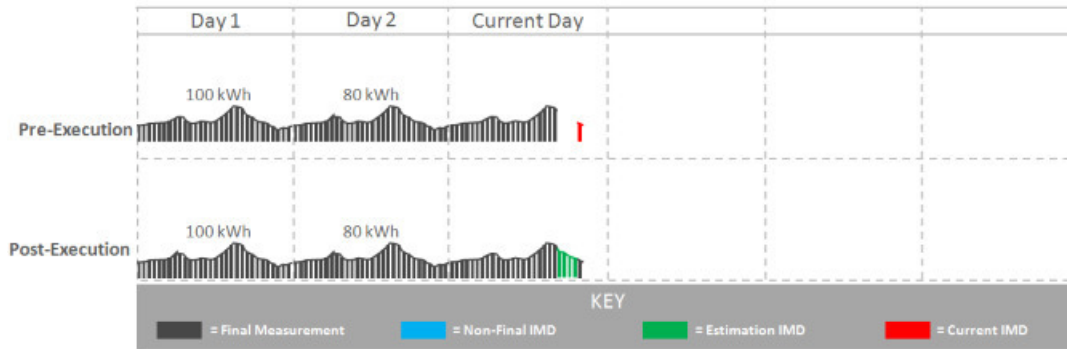 Day 1 Day 2 Current Day
100 kWh 80 kWh
Pre-Execution
100 kWh 80 kWh
Post-Execution
KEY
= Final Measurement = Non-Final IMD = Estimation IMD = Current IMD